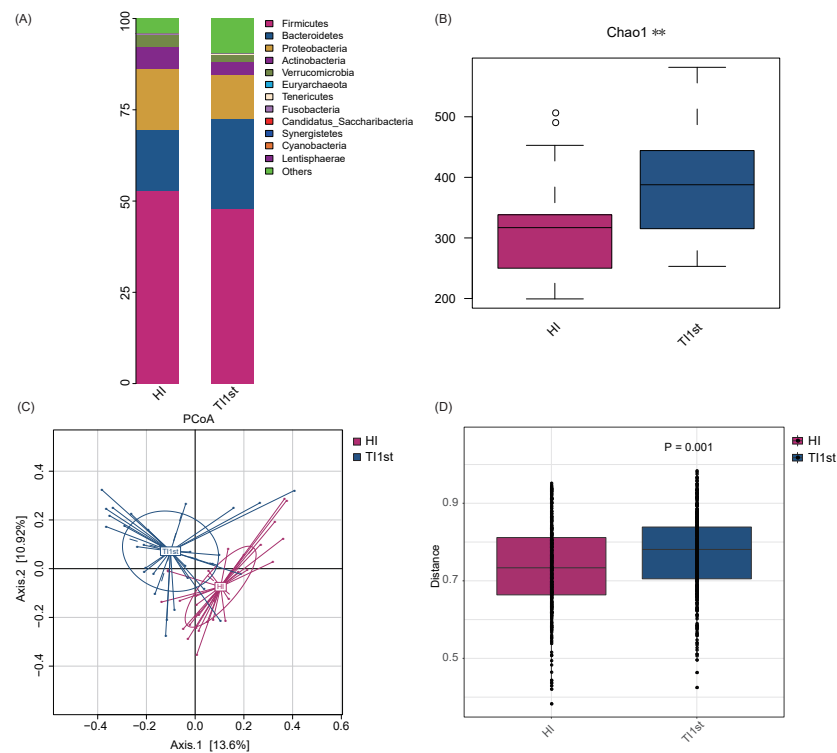 (A)
100
75
50
25
0
HI
TI1st
Firmicutes
Bacteroidetes
Proteobacteria
Actinobacteria
Verrucomicrobia
Euryarchaeota
Tenericutes
Fusobacteria
Candidatus_Saccharibacteria
Synergistetes
Cyanobacteria
Lentisphaerae
Others
(B)
Chao1 **
500
400
300
200
HI
TI1st
(C)
PCoA
HI
TI1st
Axis.2 [10.92%]
0.4
0.2
0.0
−0.2
−0.4
TI1st
HI
−0.4 −0.2 0.0 0.2 0.4 0.6
Axis.1 [13.6%]
(D)
HI
TI1st
P = 0.001
Distance
0.9
0.7
0.5
HI
TI1st